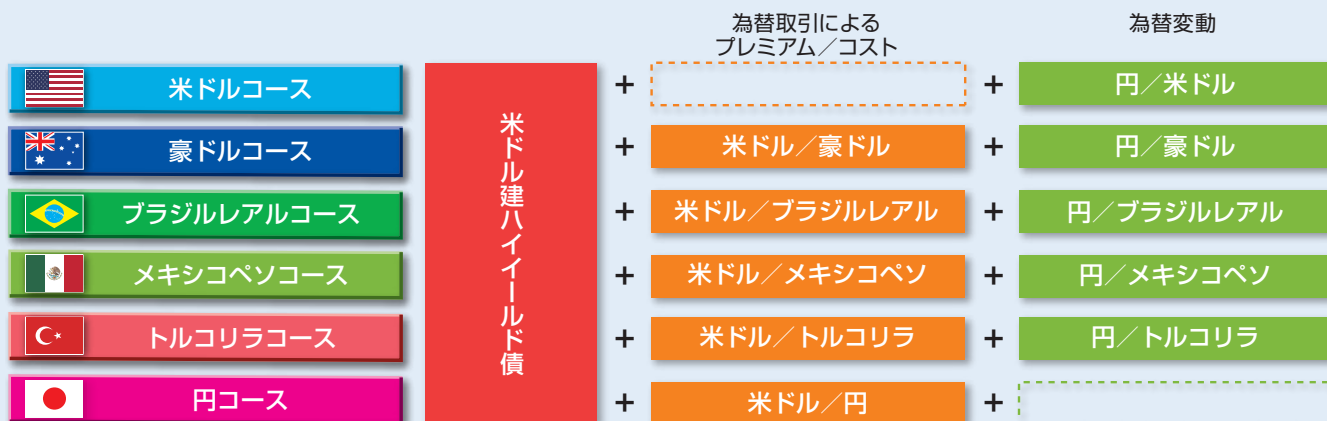 為替取引による
プレミアム／コスト
為替変動
米ドルコース
米ドル建ハイイールド債
＋
＋
円／米ドル
豪ドルコース
＋
米ドル／豪ドル
＋
円／豪ドル
ブラジルレアルコース
＋
米ドル／ブラジルレアル
＋
円／ブラジルレアル
メキシコペソコース
＋
米ドル／メキシコペソ
＋
円／メキシコペソ
トルコリラコース
＋
米ドル／トルコリラ
＋
円／トルコリラ
円コース
＋
米ドル／円
＋